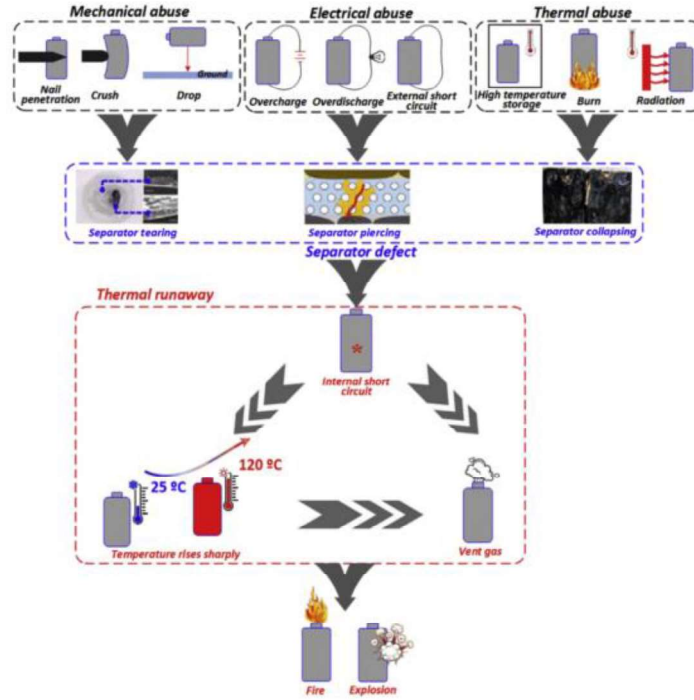 Mechanical abuse
Electrical abuse
Thermal abuse
Nail
penetration
Crush
Ground
Drop
Overcharge
Overdischarge
External short
circuit
High temperature
storage
Burn
Radiation
Separator tearing
Separator piercing
Separator collapsing
Separator defect
Thermal runaway
*
Internal short
circuit
25 ºC
120 ºC
Temperature rises sharply
Vent gas
Fire
Explosion